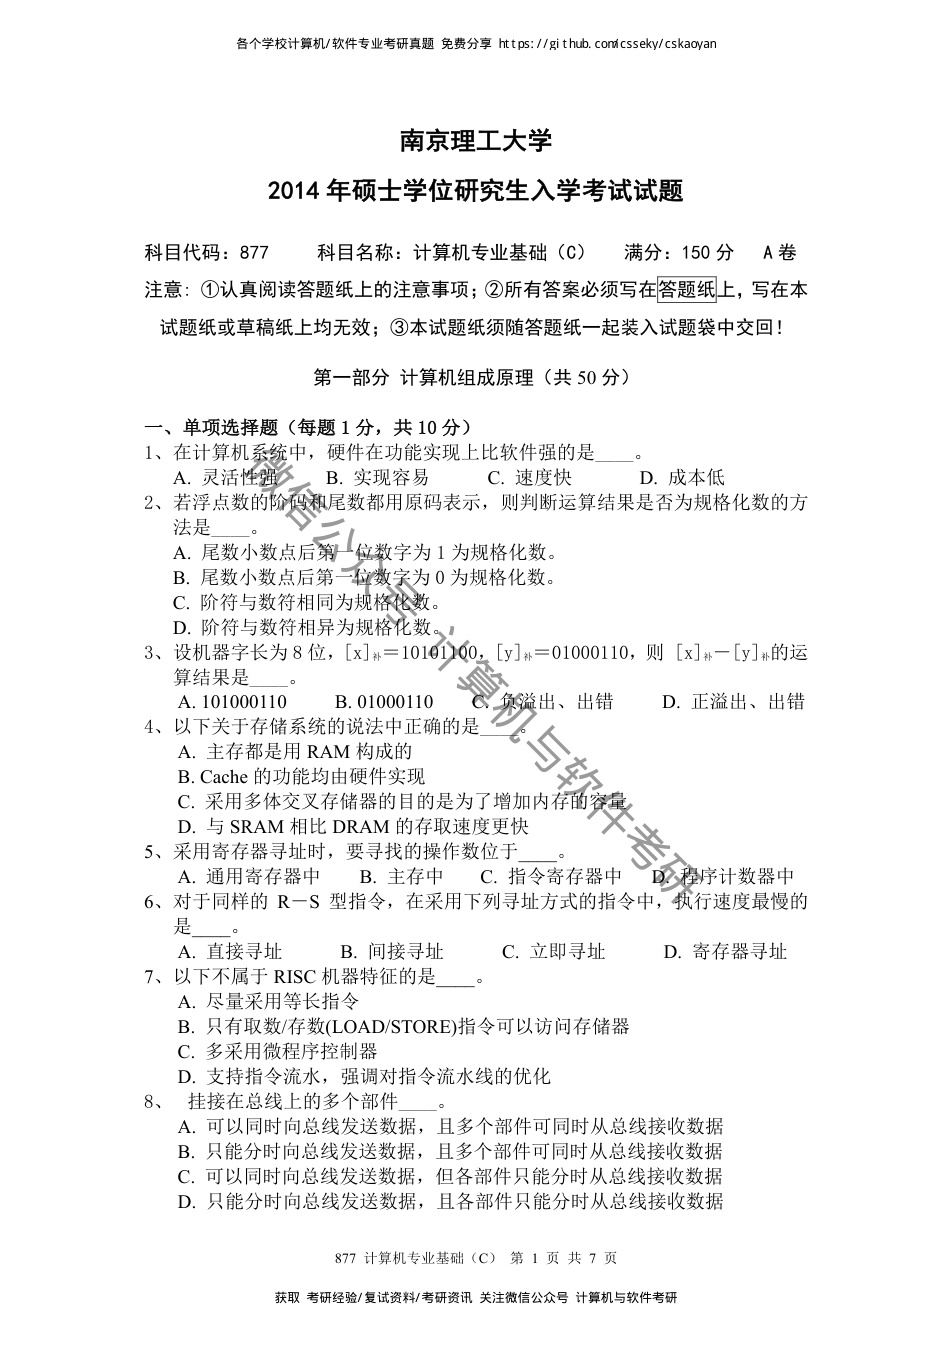 各个学校计算机/软件专业考研真题 免费分享 https://github.com/csseky/cskaoyan
南京理工大学
2014 年硕士学位研究生入学考试试题
科目代码：877 科目名称：计算机专业基础（C） 满分：150 分 A 卷
注意：①认真阅读答题纸上的注意事项；②所有答案必须写在答题纸上，写在本
试题纸或草稿纸上均无效；③本试题纸须随答题纸一起装入试题袋中交回！
第一部分 计算机组成原理（共 50 分）
一、单项选择题（每题 1 分，共 10 分）
1、在计算机系统中，硬件在功能实现上比软件强的是____。
A. 灵活性强 B. 实现容易 C. 速度快 D. 成本低
2、若浮点数的阶码和尾数都用原码表示，则判断运算结果是否为规格化数的方
法是____。
A. 尾数小数点后第一位数字为 1 为规格化数。
B. 尾数小数点后第一位数字为 0 为规格化数。
C. 阶符与数符相同为规格化数。
D. 阶符与数符相异为规格化数。
3、设机器字长为 8 位，[x]补＝10101100，[y]补＝01000110，则 [x]补－[y]补的运
算结果是____。
A. 101000110 B. 01000110 C. 负溢出、出错 D. 正溢出、出错
4、以下关于存储系统的说法中正确的是____。
A. 主存都是用 RAM 构成的
B. Cache 的功能均由硬件实现
C. 采用多体交叉存储器的目的是为了增加内存的容量
D. 与 SRAM 相比 DRAM 的存取速度更快
5、采用寄存器寻址时，要寻找的操作数位于____。
A. 通用寄存器中 B. 主存中 C. 指令寄存器中 D. 程序计数器中
6、对于同样的 R－S 型指令，在采用下列寻址方式的指令中，执行速度最慢的
是____。
A. 直接寻址 B. 间接寻址 C. 立即寻址 D. 寄存器寻址
7、以下不属于 RISC 机器特征的是____。
A. 尽量采用等长指令
B. 只有取数/存数(LOAD/STORE)指令可以访问存储器
C. 多采用微程序控制器
D. 支持指令流水，强调对指令流水线的优化
8、 挂接在总线上的多个部件____。
A. 可以同时向总线发送数据，且多个部件可同时从总线接收数据
B. 只能分时向总线发送数据，且多个部件可同时从总线接收数据
C. 可以同时向总线发送数据，但各部件只能分时从总线接收数据
D. 只能分时向总线发送数据，且各部件只能分时从总线接收数据
微信公众号 计算机与软件考研
877 计算机专业基础（C） 第 1 页 共 7 页
获取 考研经验/复试资料/考研资讯 关注微信公众号 计算机与软件考研